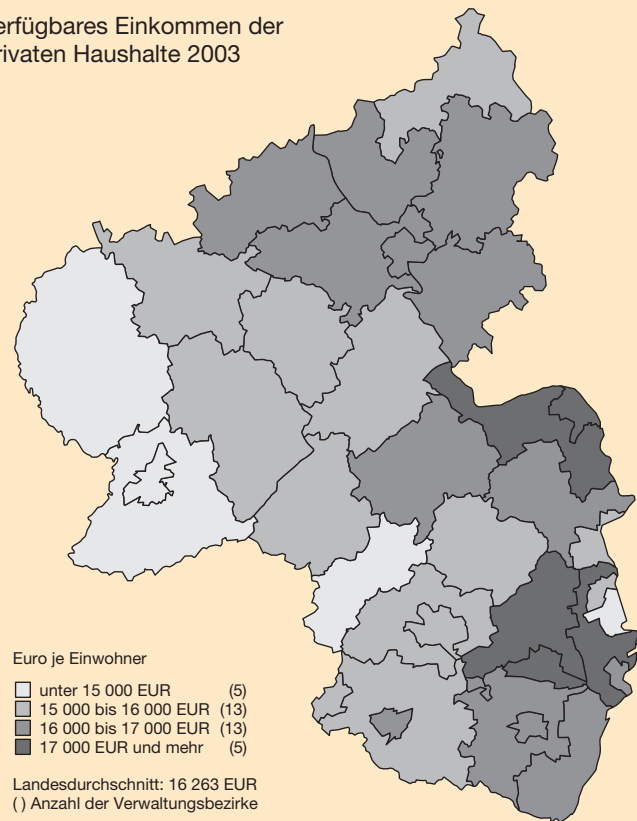 erfügbares Einkommen der
rivaten Haushalte 2003
Euro je Einwohner
unter 15 000 EUR (5)
15 000 bis 16 000 EUR (13)
16 000 bis 17 000 EUR (13)
17 000 EUR und mehr (5)
Landesdurchschnitt: 16 263 EUR
( ) Anzahl der Verwaltungsbezirke